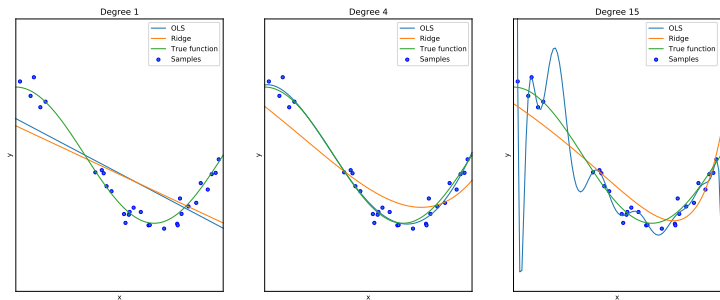 Degree 1
OLS
Ridge
True function
Samples
y
x
Degree 4
OLS
Ridge
True function
Samples
y
x
Degree 15
OLS
Ridge
True function
Samples
y
x